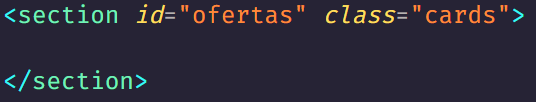 <section id="ofertas" class="cards">
</section>